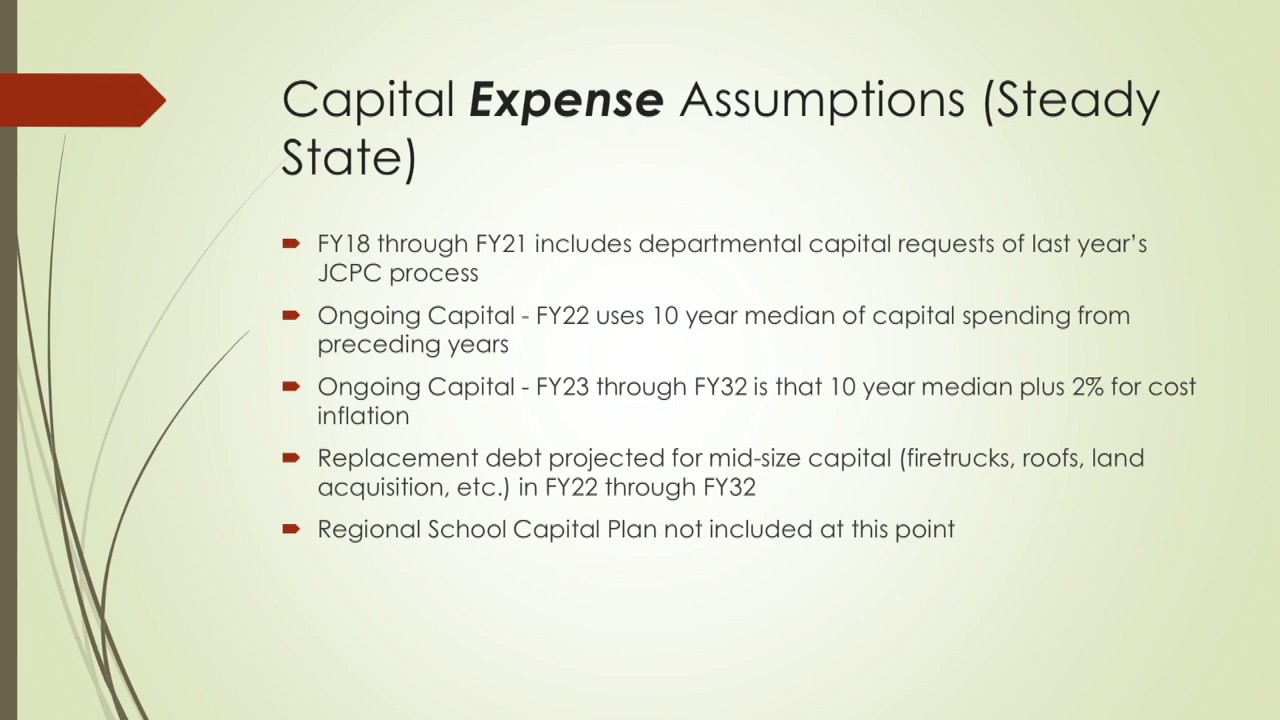 Capital Expense Assumptions (Steady
State)
FY18 through FY21 includes departmental capital requests of last year’s
JCPC process
Ongoing Capital - FY22 uses 10 year median of capital spending from
preceding years
Ongoing Capital - FY23 through FY32 is that 10 year median plus 2% for cost
inflation
Replacement debt projected for mid-size capital (firetrucks, roofs, land
acquisition, etc.) in FY22 through FY32
Regional School Capital Plan not included at this point